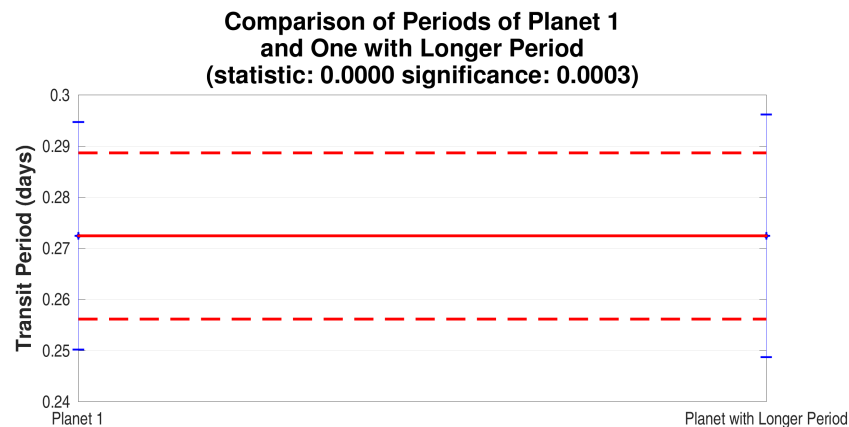 Comparison of Periods of Planet 1
and One with Longer Period
(statistic: 0.0000 significance: 0.0003)
0.3
0.29
0.28
0.27
0.26
0.25
0.24
Transit Period (days)
Planet 1
Planet with Longer Period